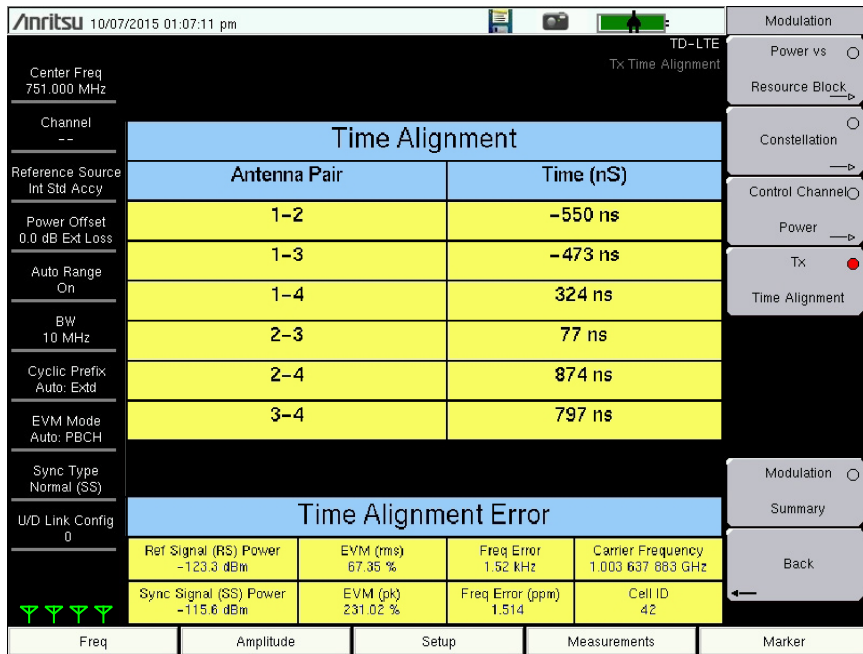 Anritsu 10/07/2015 01:07:11 pm
TD-LTE
Tx Time Alignment
Center Freq
751.000 MHz
Channel
--
Reference Source
Int Std Accy
Power Offset
0.0 dB Ext Loss
Auto Range
On
BW
10 MHz
Cyclic Prefix
Auto: Extd
EVM Mode
Auto: PBCH
Sync Type
Normal (SS)
U/D Link Config
0
Time Alignment
Antenna Pair Time (nS)
1-2 -550 ns
1-3 -473 ns
1-4 324 ns
2-3 77 ns
2-4 874 ns
3-4 797 ns
Time Alignment Error
Ref Signal (RS) Power
-123.3 dBm
EVM (rms)
67.35 %
Freq Error
1.52 kHz
Carrier Frequency
1.003 637 883 GHz
Sync Signal (SS) Power
-115.6 dBm
EVM (pk)
231.02 %
Freq Error (ppm)
1.514
Cell ID
42
Modulation
Power vs
Resource Block
Constellation
Control Channel
Power
Tx
Time Alignment
Modulation
Summary
Back
Freq Amplitude Setup Measurements Marker